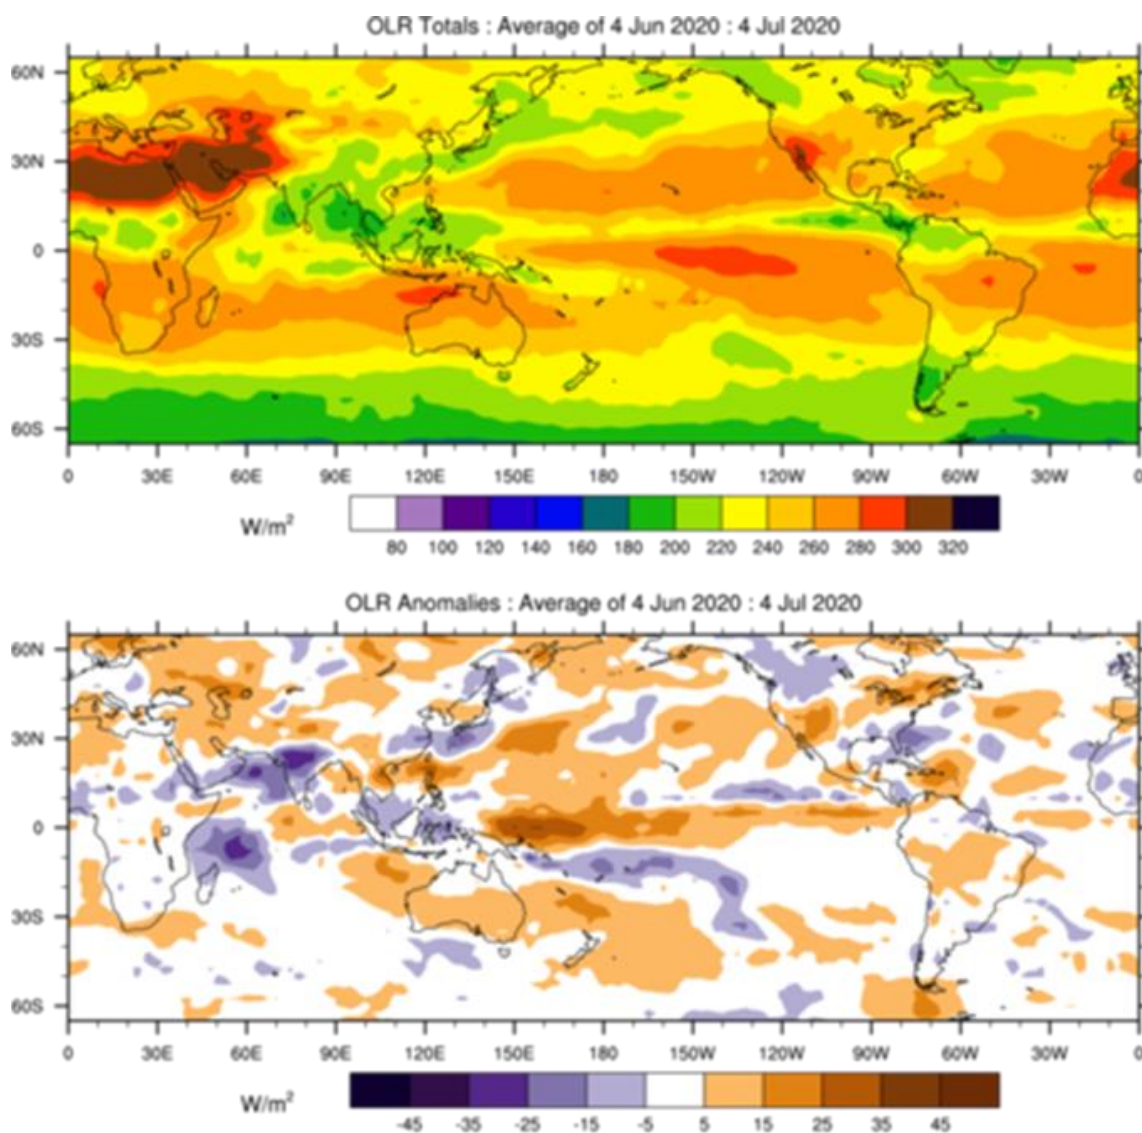 OLR Totals : Average of 4 Jun 2020 : 4 Jul 2020
60N
30N
0
30S
60S
0 30E 60E 90E 120E 150E 180 150W 120W 90W 60W 30W 0
W/m2
80 100 120 140 160 180 200 220 240 260 280 300 320
OLR Anomalies : Average of 4 Jun 2020 : 4 Jul 2020
60N
30N
0
30S
60S
0 30E 60E 90E 120E 150E 180 150W 120W 90W 60W 30W 0
W/m2
-45 -35 -25 -15 -5 5 15 25 35 45